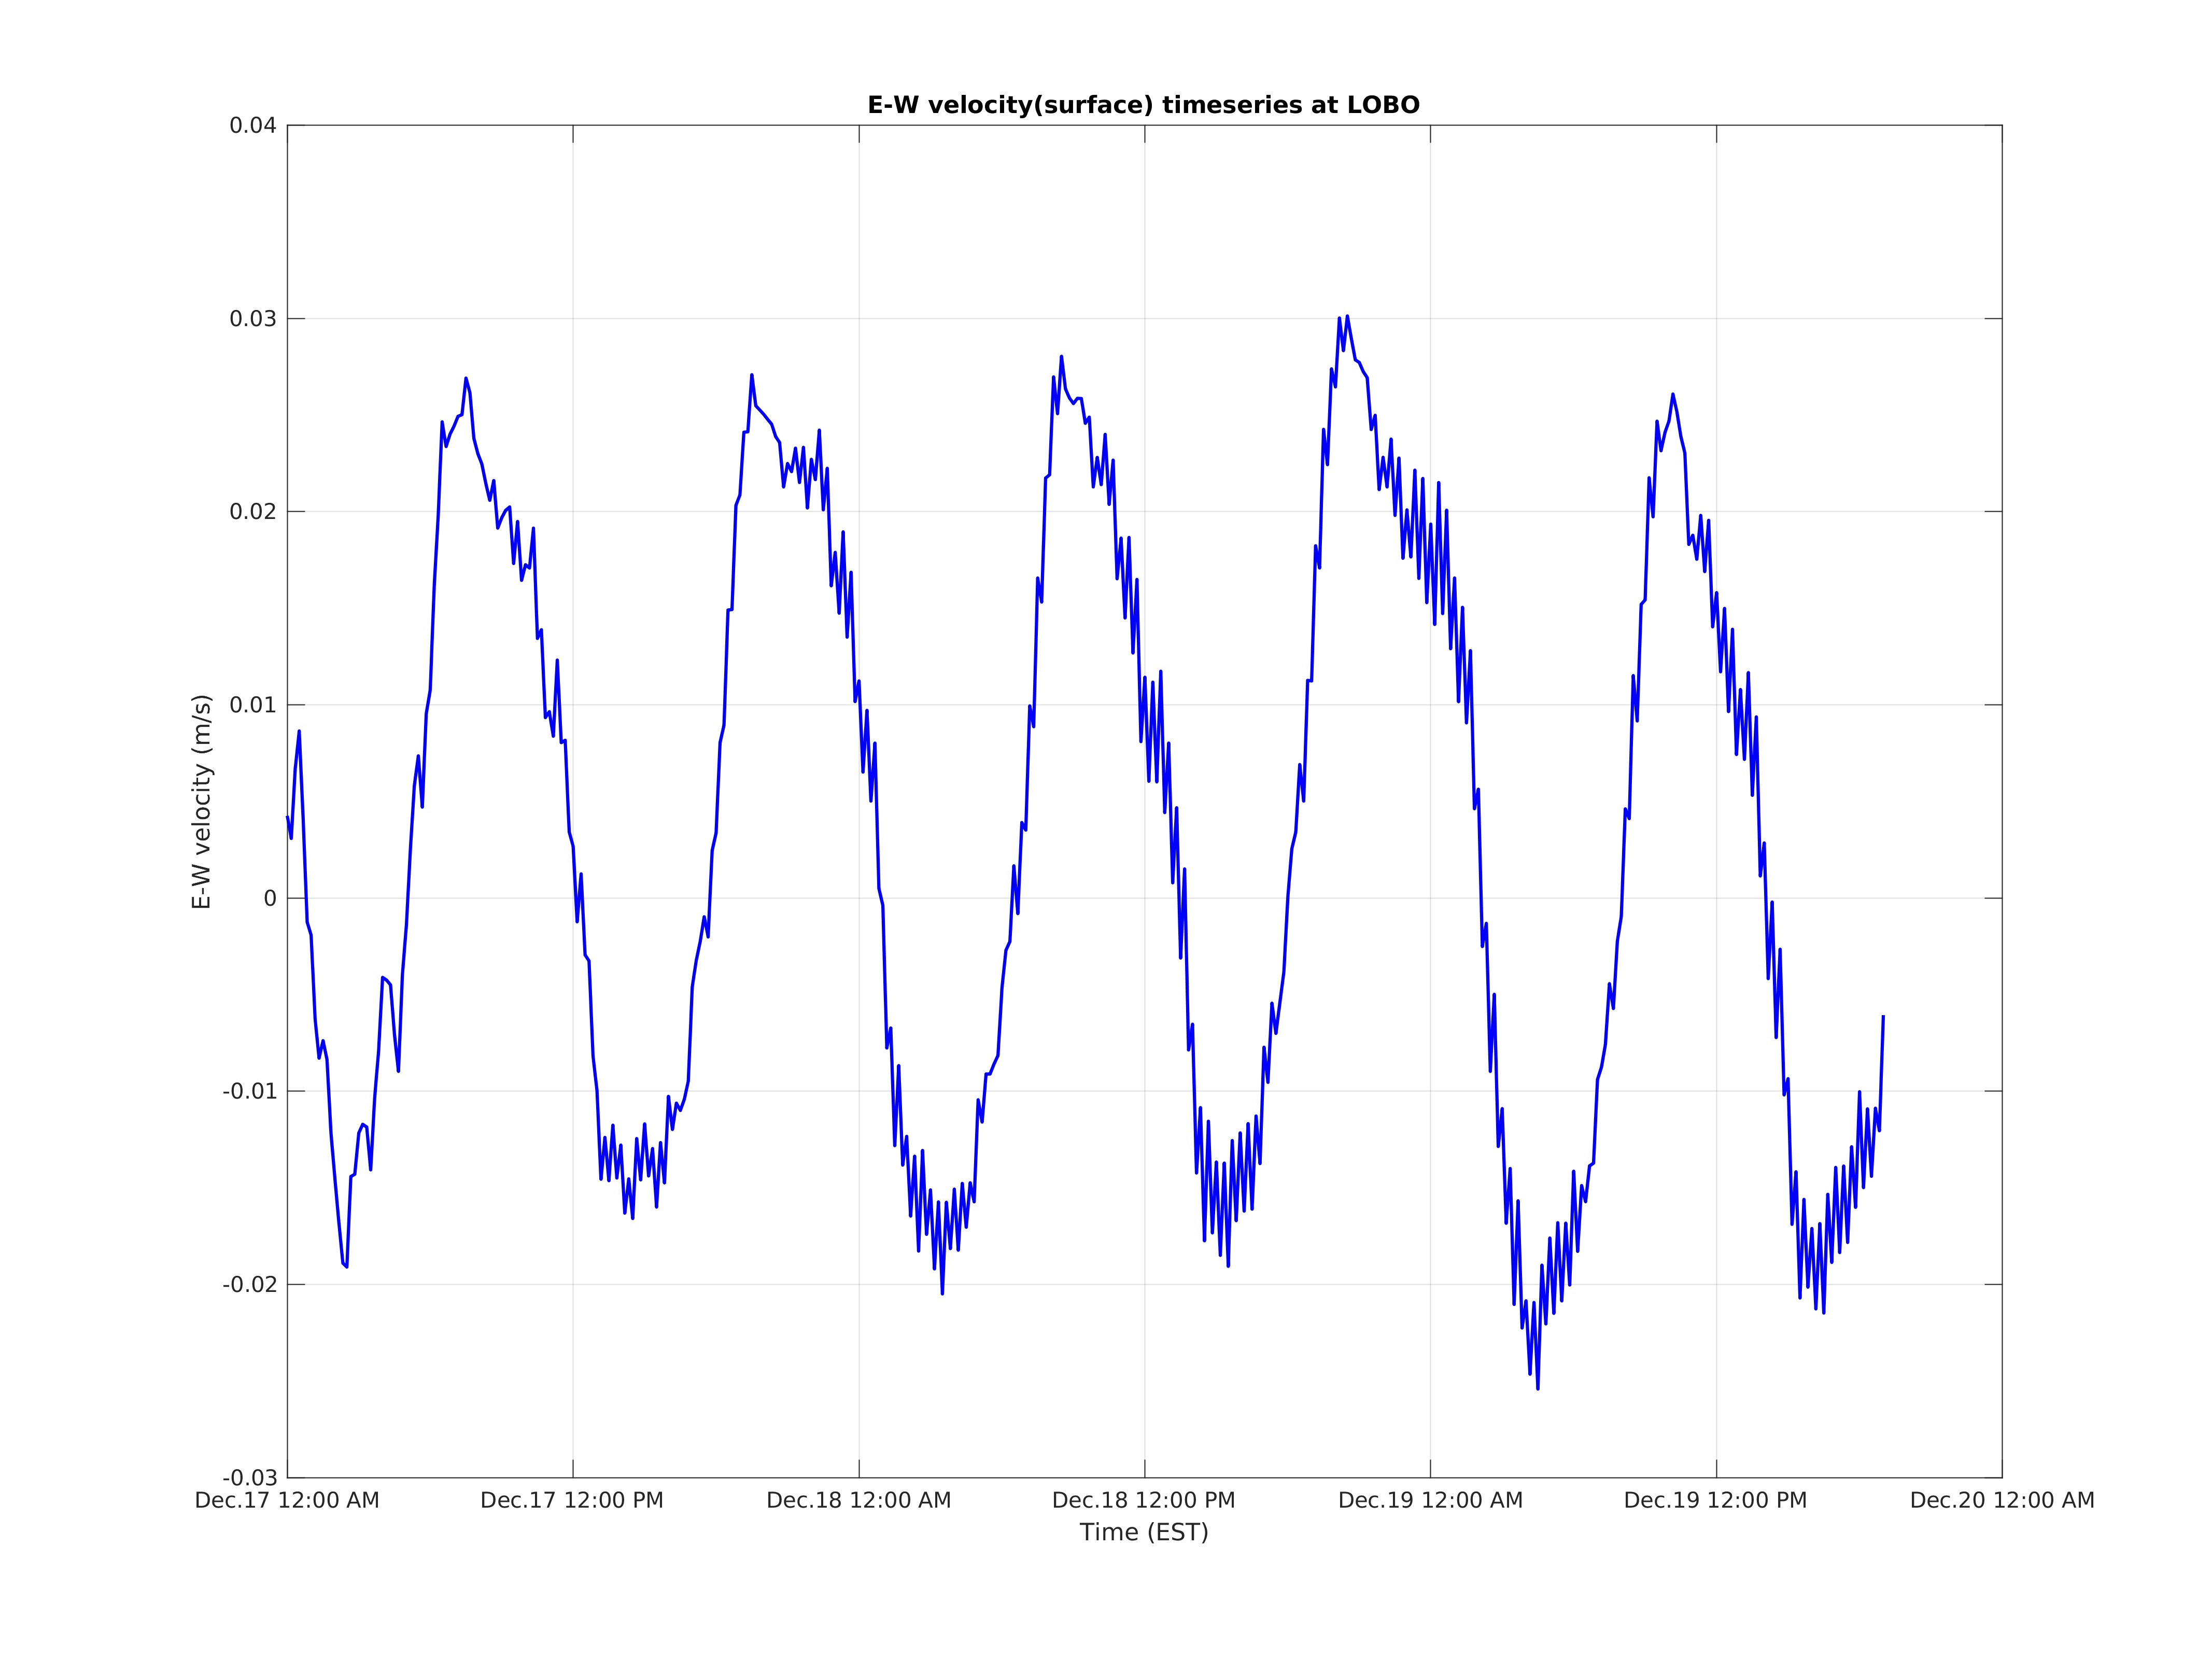 E-W velocity(surface) timeseries at LOBO
0.04
0.03
0.02
0.01
0
-0.01
-0.02
-0.03
E-W velocity (m/s)
Dec.17 12:00 AM Dec.17 12:00 PM Dec.18 12:00 AM Dec.18 12:00 PM Dec.19 12:00 AM Dec.19 12:00 PM Dec.20 12:00 AM
Time (EST)